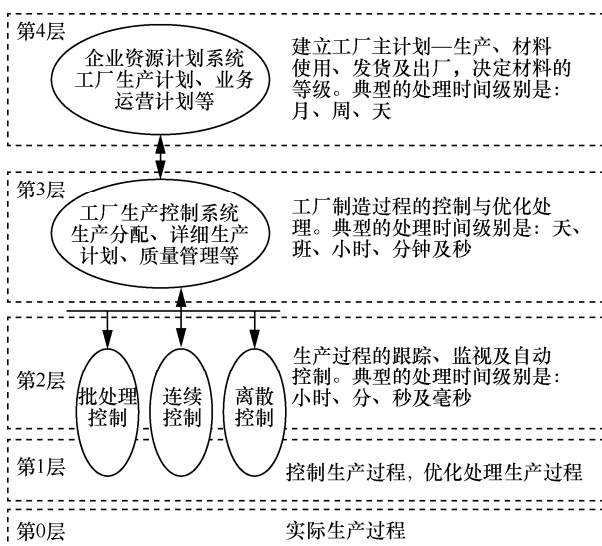 第4层
企业资源计划系统
工厂生产计划、业务
运营计划等
建立工厂主计划—生产、材料
使用、发货及出厂，决定材料的
等级。典型的处理时间级别是：
月、周、天
第3层
工厂生产控制系统
生产分配、详细生产
计划、质量管理等
工厂制造过程的控制与优化处
理。典型的处理时间级别是：天、
班、小时、分钟及秒
第2层
批处理
控制
连续
控制
离散
控制
生产过程的跟踪、监视及自动
控制。典型的处理时间级别是：
小时、分、秒及毫秒
第1层
控制生产过程，优化处理生产过程
第0层
实际生产过程